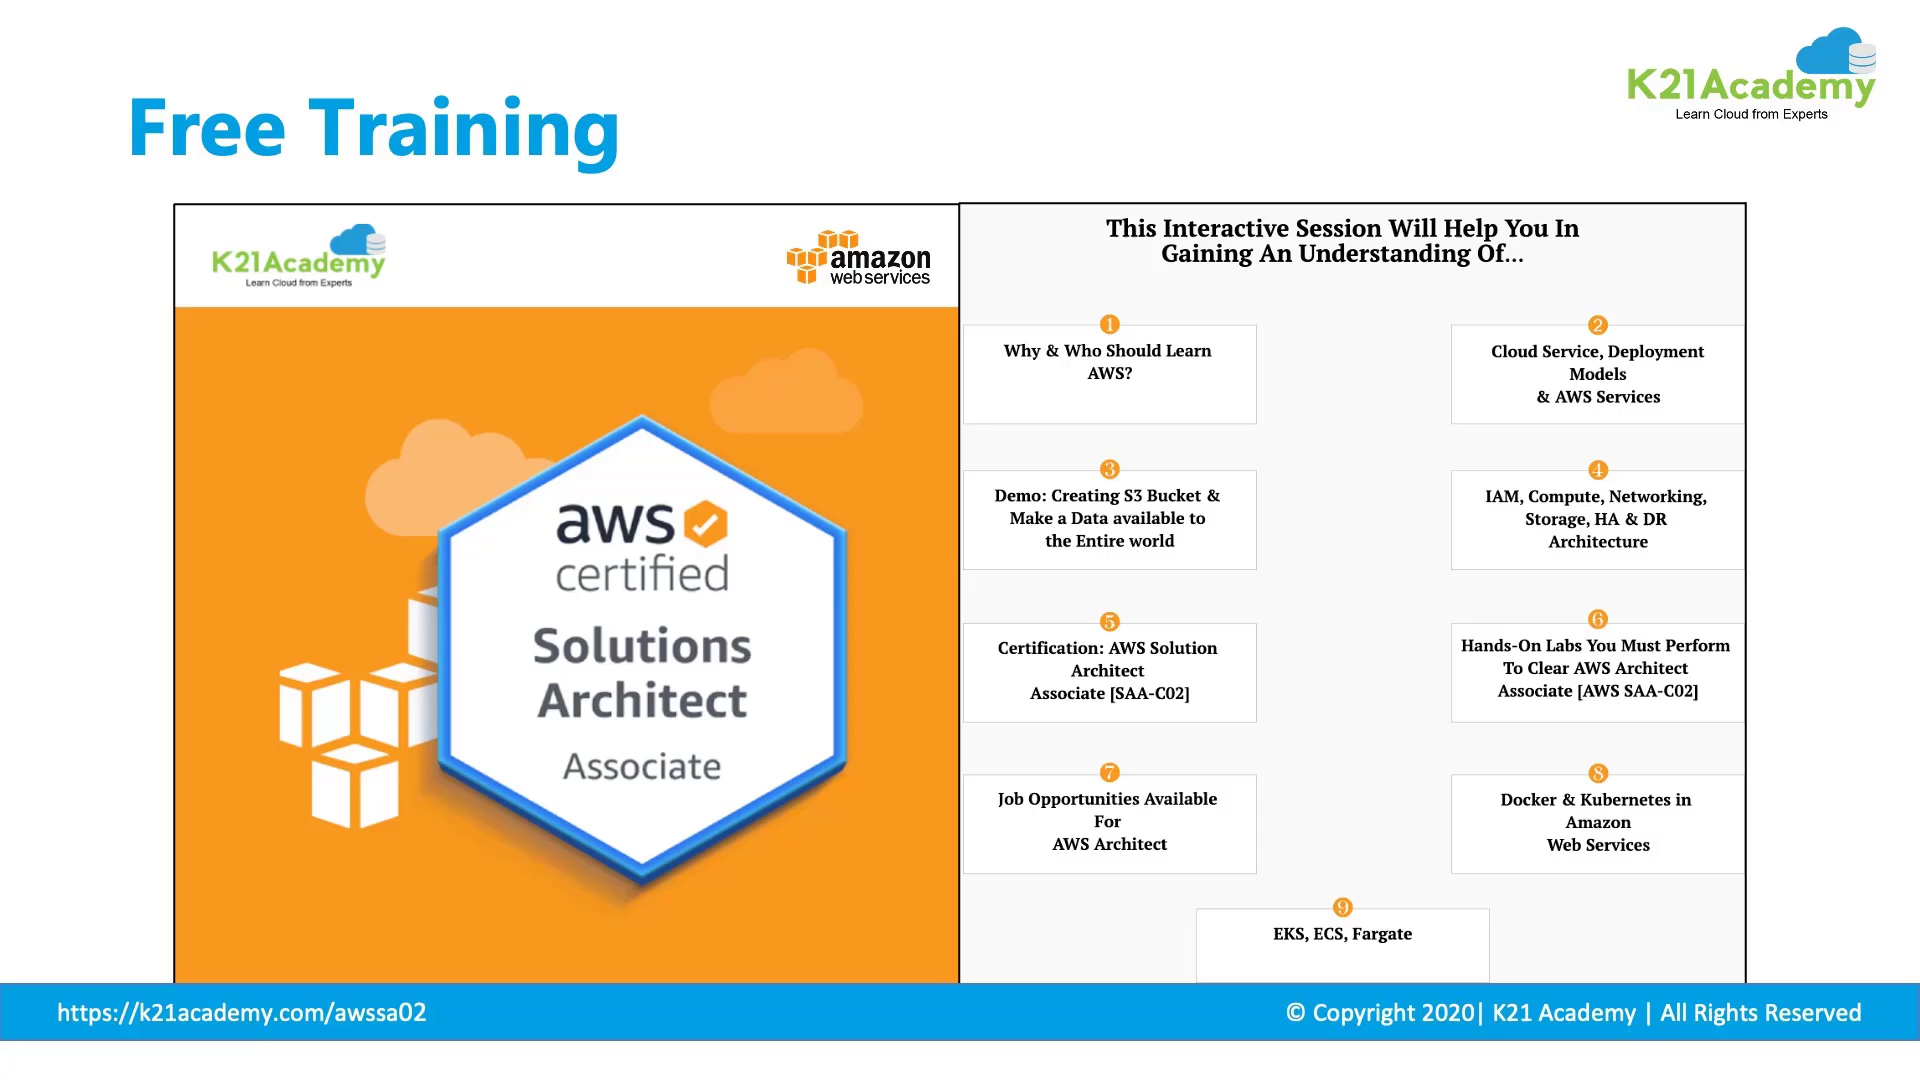 Free Training
K21Academy
Learn Cloud from Experts
K21Academy
Learn Cloud from Experts
amazon
webservices
aws
certified
Solutions
Architect
Associate
This Interactive Session Will Help You In
Gaining An Understanding Of...
1
Why & Who Should Learn
AWS?
2
Cloud Service, Deployment
Models
& AWS Services
3
Demo: Creating S3 Bucket &
Make a Data available to
the Entire world
4
IAM, Compute, Networking,
Storage, HA & DR
Architecture
5
Certification: AWS Solution
Architect
Associate [SAA-C02]
6
Hands-On Labs You Must Perform
To Clear AWS Architect
Associate [AWS SAA-C02]
7
Job Opportunities Available
For
AWS Architect
8
Docker & Kubernetes in
Amazon
Web Services
9
EKS, ECS, Fargate
https://k21academy.com/awssa02
© Copyright 2020| K21 Academy | All Rights Reserved